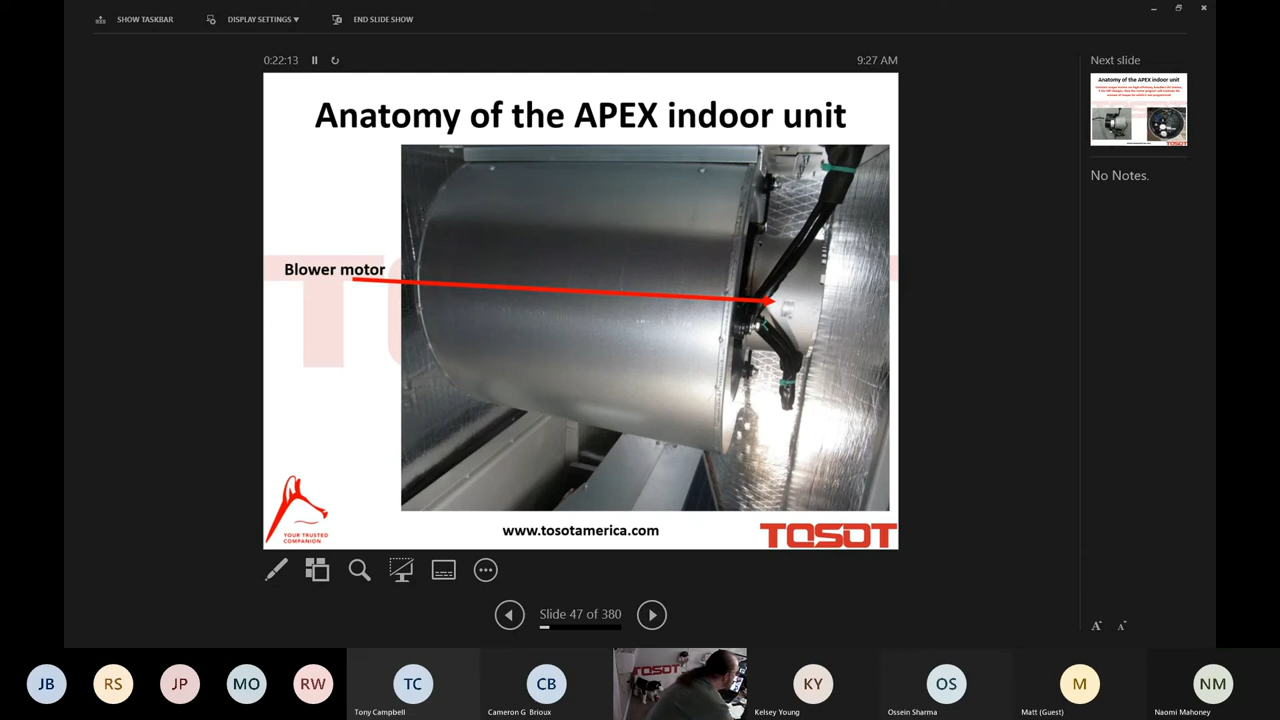 SHOW TASKBAR
DISPLAY SETTINGS ▼
END SLIDE SHOW
0:22:13
9:27 AM
Anatomy of the APEX indoor unit
Blower motor
YOUR TRUSTED
COMPANION
www.tosotamerica.com
TOSOT
Slide 47 of 380
Next slide
Anatomy of the APEX indoor unit
TOSOT
No Notes.
A A
JB
RS
JP
MO
RW
TC
Tony Campbell
CB
Cameron G Brioux
TOSOT
KY
Kelsey Young
OS
Ossein Sharma
M
Matt (Guest)
NM
Naomi Mahoney